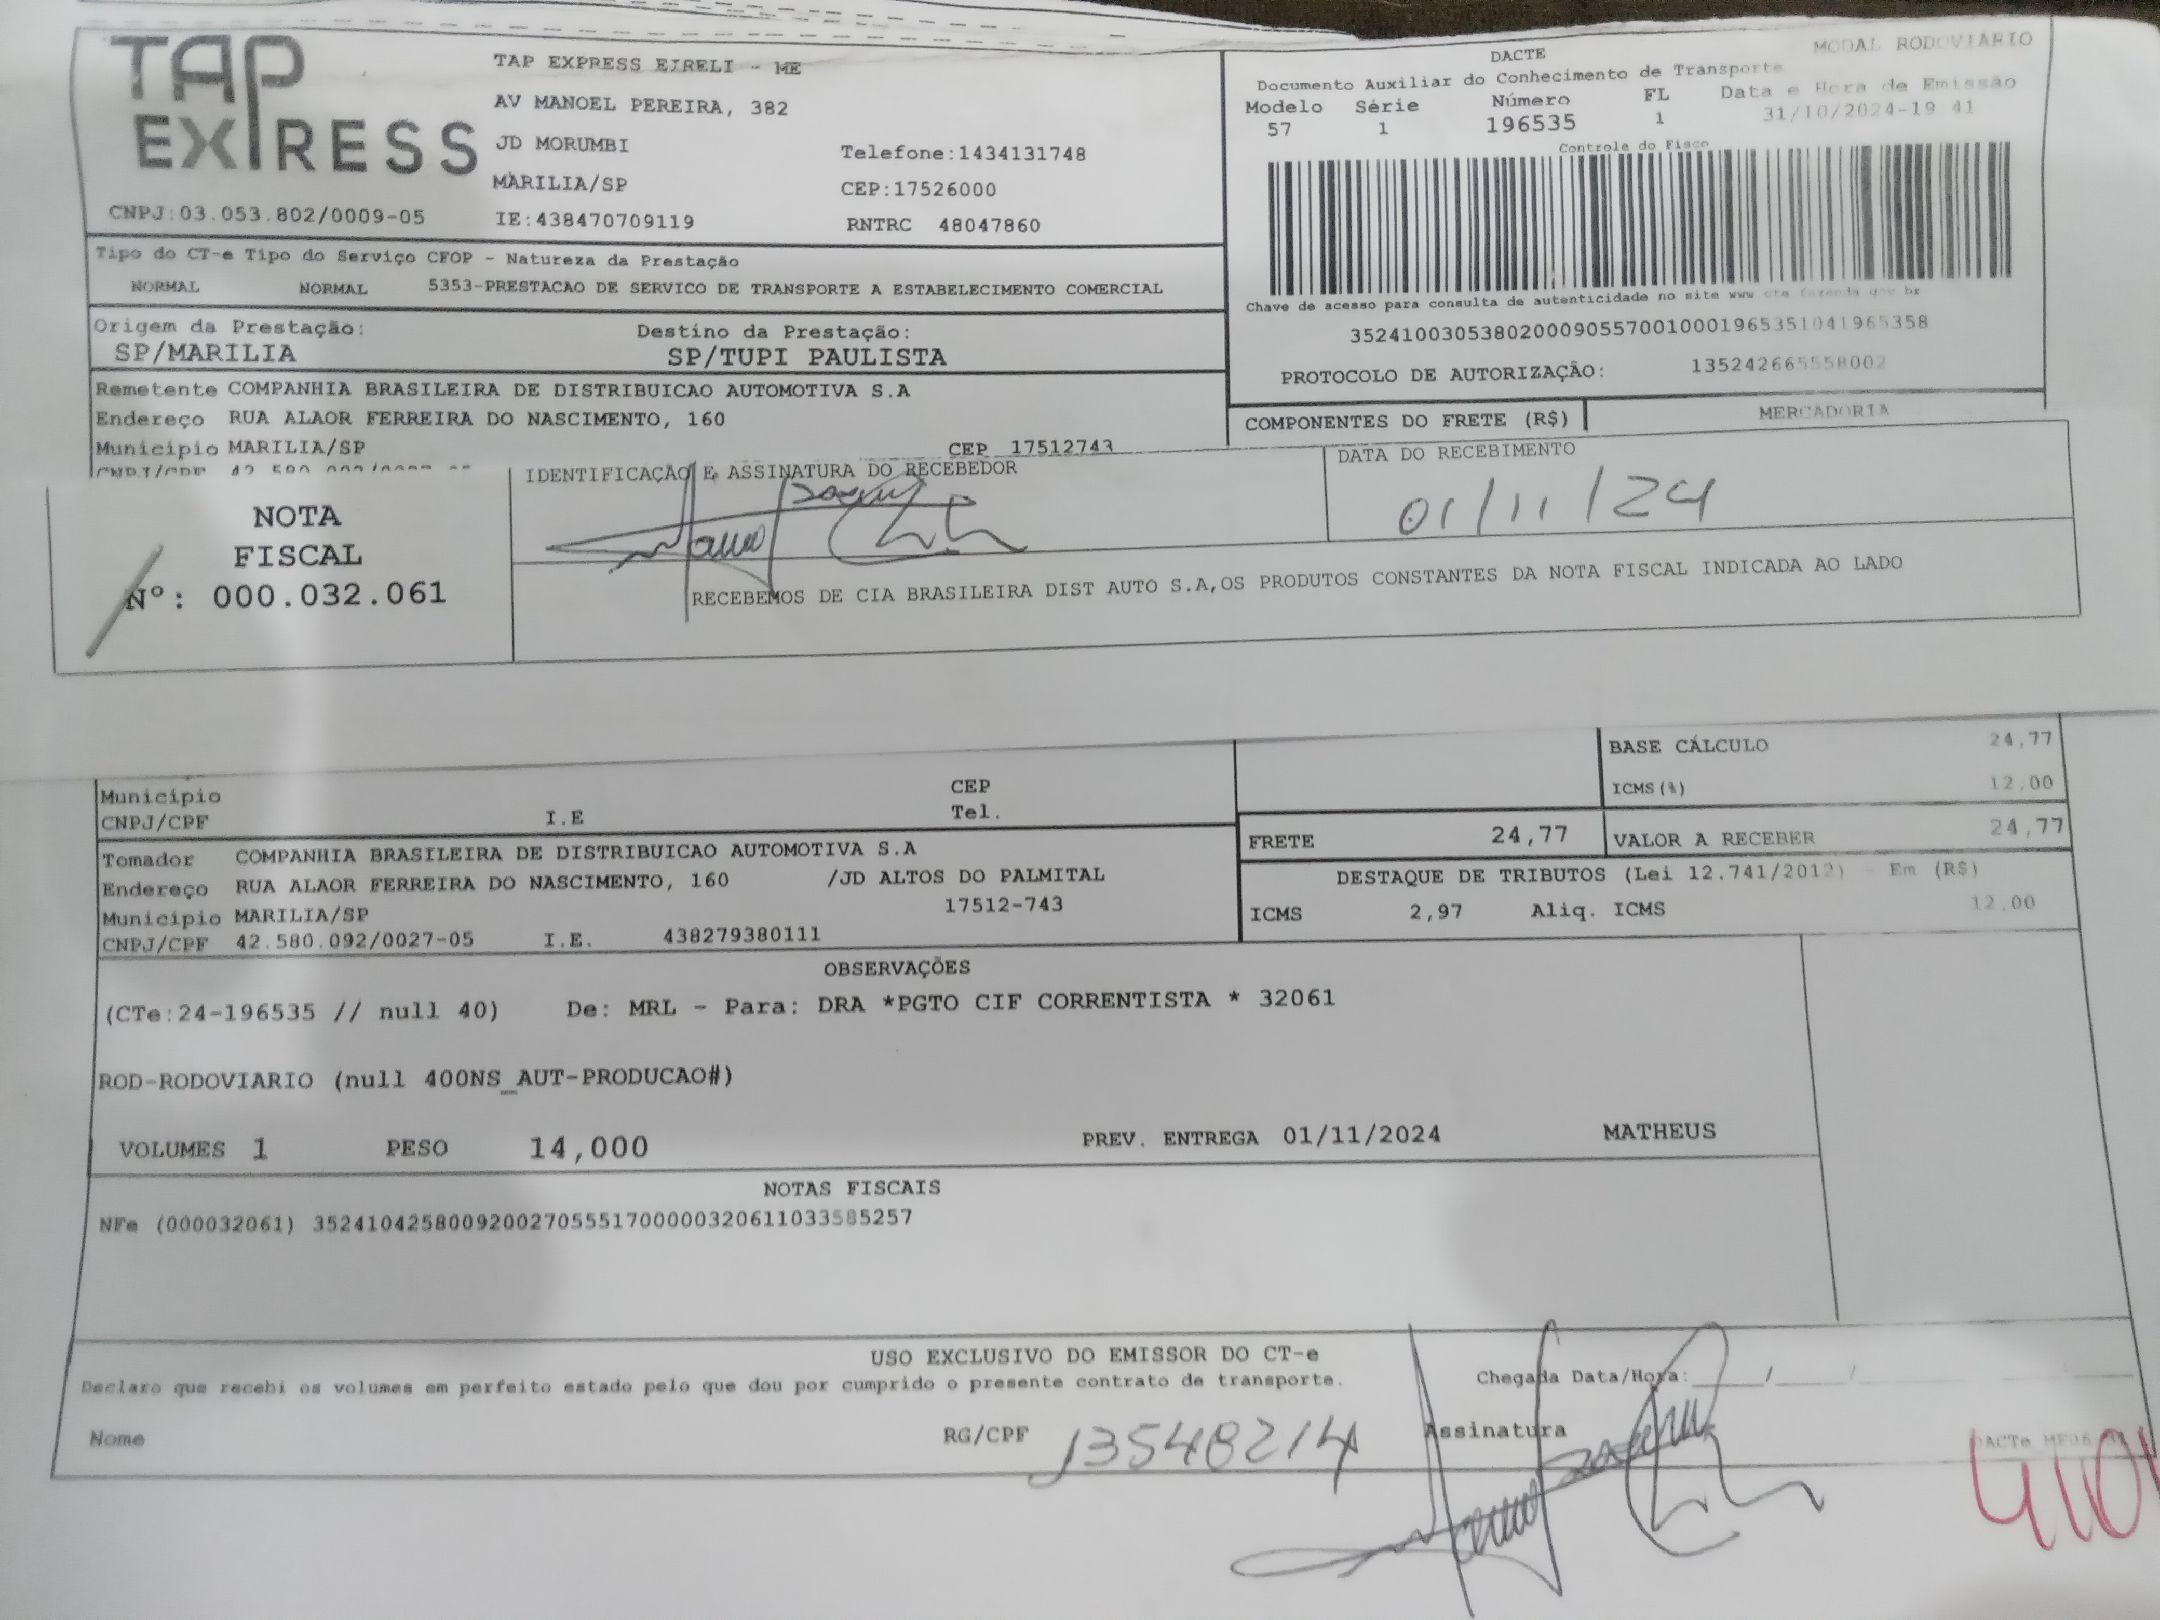 TAP EXPRESS
TAP EXPRESS EIRELI - ME
AV MANOEL PEREIRA, 382
JD MORUMBI
Telefone:1434131748
MARILIA/SP
CEP:17526000
CNPJ:03.053.802/0009-05
IE:438470709119
RNTRC 48047860
DACTE
MODAL RODOVIARIO
Documento Auxiliar do Conhecimento de Transporte
Modelo Série Número FL Data e Hora de Emissão
57 1 196535 1 31/10/2024-19 41
Controle do Fisco
Chave de acesso para consulta de autenticidade no site www cte fazenda gov br
35241003053802000905570010001965351041965358
PROTOCOLO DE AUTORIZAÇÃO: 135242665558002
Tipo do CT-e Tipo do Serviço CFOP - Natureza da Prestação
NORMAL NORMAL 5353-PRESTACAO DE SERVICO DE TRANSPORTE A ESTABELECIMENTO COMERCIAL
Origem da Prestação: Destino da Prestação:
SP/MARILIA SP/TUPI PAULISTA
Remetente COMPANHIA BRASILEIRA DE DISTRIBUICAO AUTOMOTIVA S.A
Endereço RUA ALAOR FERREIRA DO NASCIMENTO, 160
Município MARILIA/SP CEP 17512743
COMPONENTES DO FRETE (R$) MERCADORIA
NOTA
FISCAL
Nº: 000.032.061
IDENTIFICAÇÃO E ASSINATURA DO RECEBEDOR
DATA DO RECEBIMENTO
01/11/24
RECEBEMOS DE CIA BRASILEIRA DIST AUTO S.A,OS PRODUTOS CONSTANTES DA NOTA FISCAL INDICADA AO LADO
Município CEP
CNPJ/CPF I.E Tel.
BASE CÁLCULO 24,77
ICMS(%) 12,00
FRETE 24,77 VALOR A RECEBER 24,77
Tomador COMPANHIA BRASILEIRA DE DISTRIBUICAO AUTOMOTIVA S.A
Endereço RUA ALAOR FERREIRA DO NASCIMENTO, 160 /JD ALTOS DO PALMITAL
Município MARILIA/SP 17512-743
CNPJ/CPF 42.580.092/0027-05 I.E. 438279380111
DESTAQUE DE TRIBUTOS (Lei 12.741/2012) - Em (R$)
ICMS 2,97 Aliq. ICMS 12,00
OBSERVAÇÕES
(CTe:24-196535 // null 40) De: MRL - Para: DRA *PGTO CIF CORRENTISTA * 32061
ROD-RODOVIARIO (null 400NS_AUT-PRODUCAO#)
VOLUMES 1 PESO 14,000 PREV. ENTREGA 01/11/2024 MATHEUS
NOTAS FISCAIS
NFe (000032061) 35241042580092002705551700000320611033585257
USO EXCLUSIVO DO EMISSOR DO CT-e
Declaro que recebi os volumes em perfeito estado pelo que dou por cumprido o presente contrato de transporte.
Chegada Data/Hora:____/____/
Nome RG/CPF 13548214 Assinatura